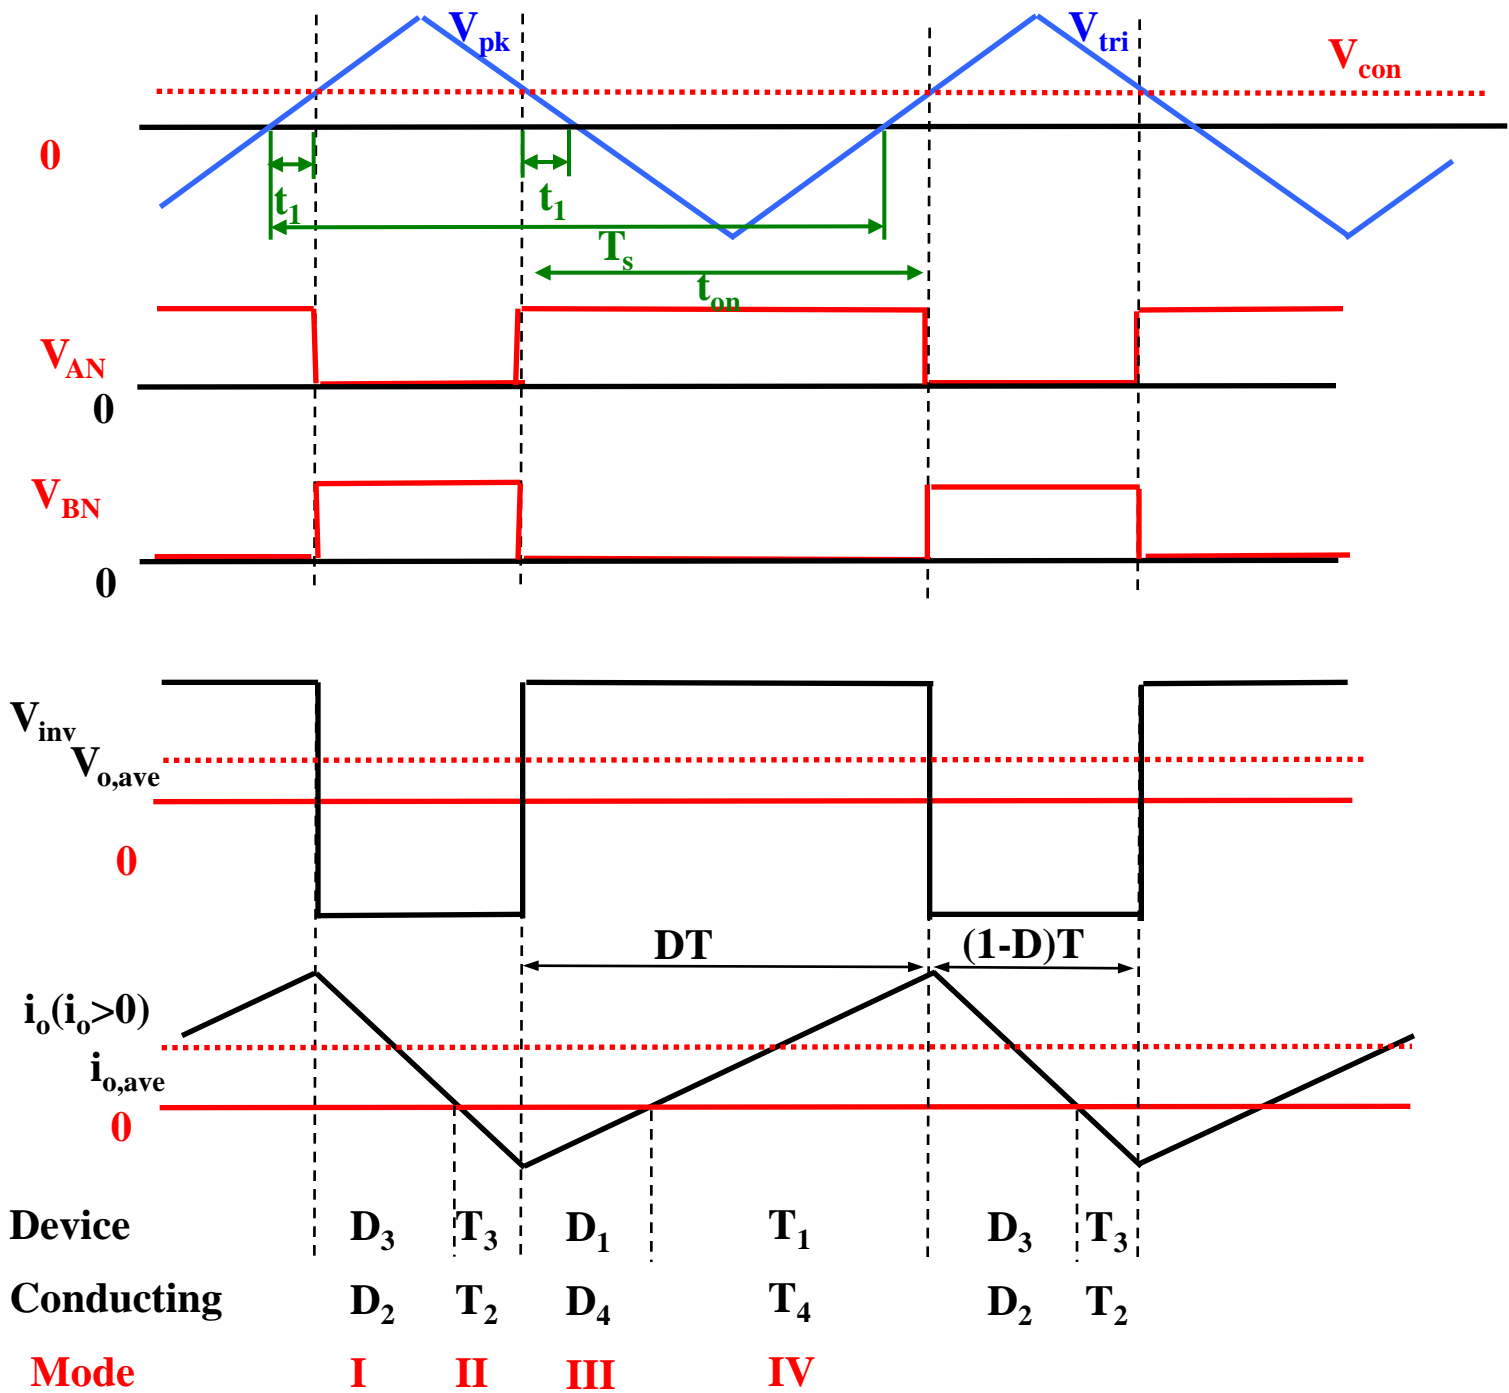 V_pk V_tri
V_con
0
t_1 t_1
T_s
t_on
V_AN
0
V_BN
0
V_inv
V_o,ave
0
DT (1-D)T
i_o(i_o>0)
i_o,ave
0
Device D_3 T_3 D_1 T_1 D_3 T_3
Conducting D_2 T_2 D_4 T_4 D_2 T_2
Mode I II III IV